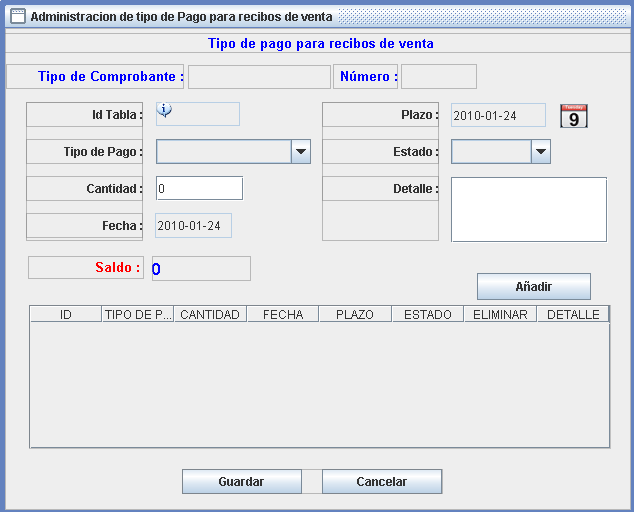 Administracion de tipo de Pago para recibos de venta
Tipo de pago para recibos de venta
Tipo de Comprobante : Número :
Id Tabla : Plazo : 2010-01-24 Tuesday 9
Tipo de Pago : Estado :
Cantidad : 0 Detalle :
Fecha : 2010-01-24
Saldo : 0
Añadir
ID TIPO DE P... CANTIDAD FECHA PLAZO ESTADO ELIMINAR DETALLE
Guardar Cancelar